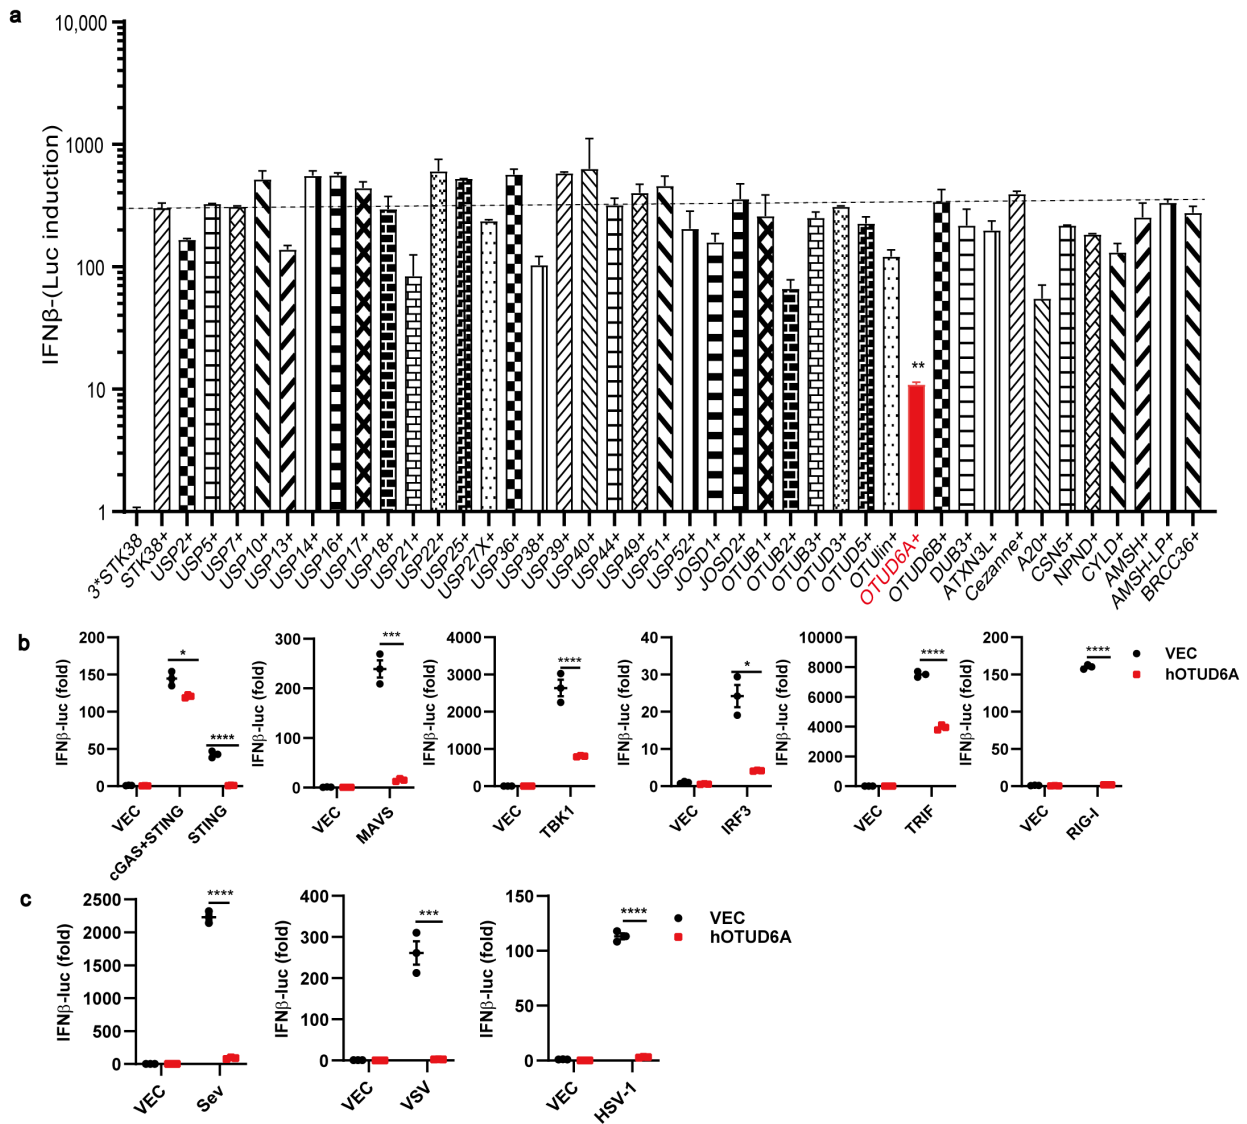 a
IFNβ-(Luc induction)
10,000
1000
100
10
1
**
3*STK38
STK38+
USP2+
USP5+
USP7+
USP10+
USP13+
USP14+
USP16+
USP17+
USP18+
USP21+
USP22+
USP25+
USP27X+
USP36+
USP38+
USP39+
USP40+
USP44+
USP49+
USP51+
USP52+
JOSD1+
JOSD2+
OTUB1+
OTUB2+
OTUB3+
OTUD3+
OTUD5+
OTUlin+
OTUD6A+
OTUD6B+
DUB3+
ATXN3L+
Cezanne+
A20+
CSN5+
NPND+
CYLD+
AMSH+
AMSH-LP+
BRCC36+
b
IFNβ-luc (fold)
200
150
100
50
0
*
****
VEC
cGAS+STING
STING
IFNβ-luc (fold)
300
200
100
0
***
VEC
MAVS
IFNβ-luc (fold)
4000
3000
2000
1000
0
****
VEC
TBK1
IFNβ-luc (fold)
40
30
20
10
0
*
VEC
IRF3
IFNβ-luc (fold)
10000
8000
6000
4000
2000
0
****
VEC
TRIF
IFNβ-luc (fold)
200
150
100
50
0
****
VEC
RIG-I
VEC
hOTUD6A
c
IFNβ-luc (fold)
2500
2000
1500
1000
500
0
****
VEC
Sev
IFNβ-luc (fold)
400
300
200
100
0
***
VEC
VSV
IFNβ-luc (fold)
150
100
50
0
****
VEC
HSV-1
VEC
hOTUD6A